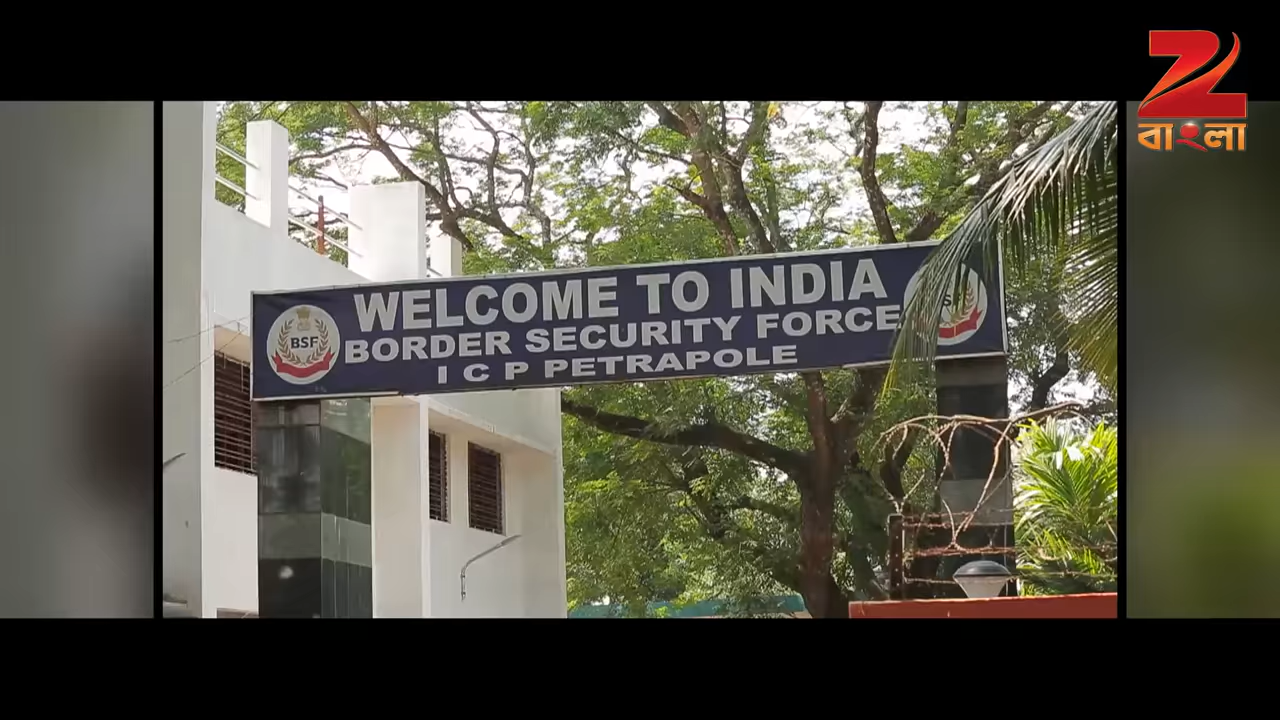 Z
বাংলা
WELCOME TO INDIA
BSF
BORDER SECURITY FORCE
I C P PETRAPOLE